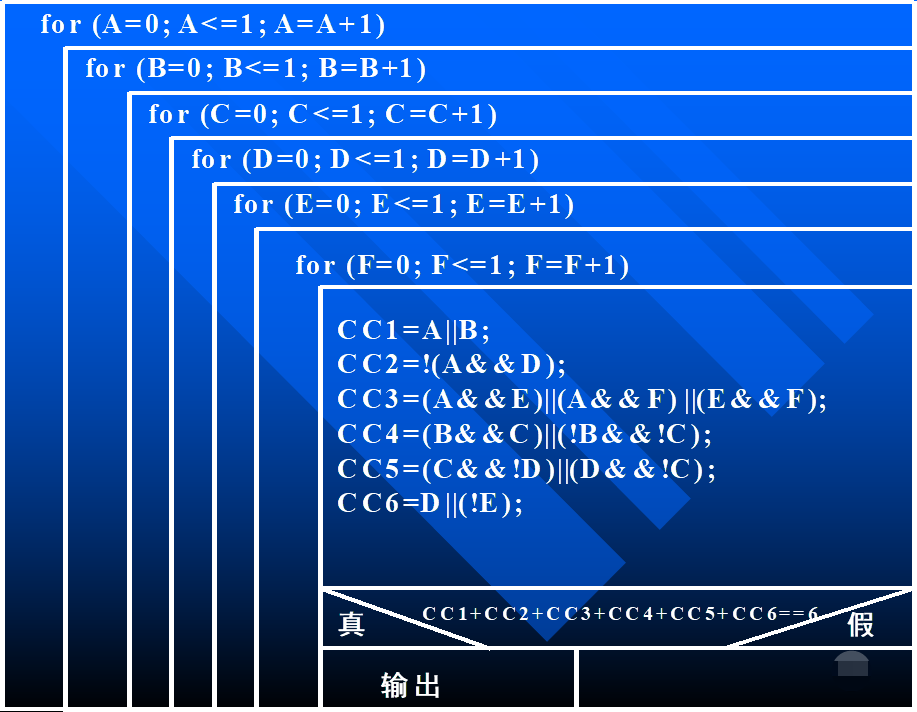 for (A=0; A<=1; A=A+1)
for (B=0; B<=1; B=B+1)
for (C=0; C<=1; C=C+1)
for (D=0; D<=1; D=D+1)
for (E=0; E<=1; E=E+1)
for (F=0; F<=1; F=F+1)
CC1=A||B;
CC2=!(A&&D);
CC3=(A&&E)||(A&&F)||(E&&F);
CC4=(B&&C)||(!B&&!C);
CC5=(C&&!D)||(D&&!C);
CC6=D||(!E);
CC1+CC2+CC3+CC4+CC5+CC6==6
真 假
输出